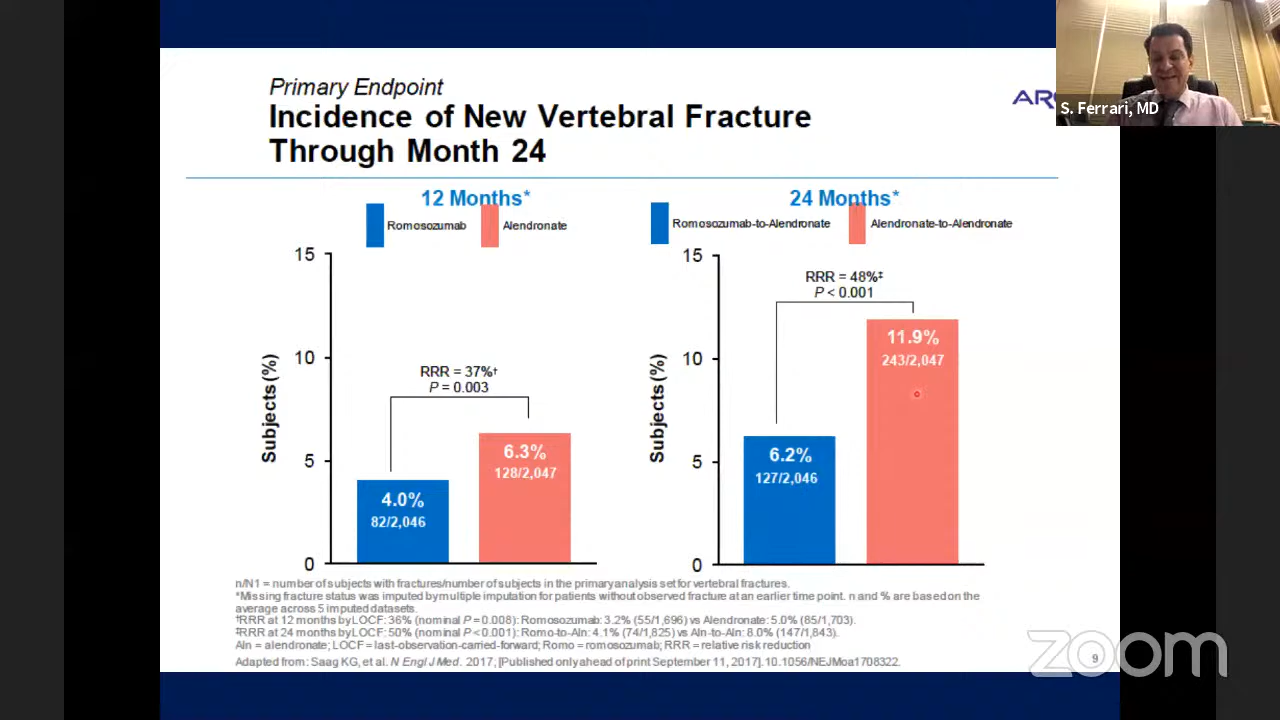 Primary Endpoint
Incidence of New Vertebral Fracture
Through Month 24
S. Ferrari, MD
12 Months*
Romosozumab
Alendronate
24 Months*
Romosozumab-to-Alendronate
Alendronate-to-Alendronate
Subjects (%)
15
10
5
0
RRR = 37%†
P = 0.003
4.0%
82/2,046
6.3%
128/2,047
Subjects (%)
15
10
5
0
RRR = 48%‡
P < 0.001
6.2%
127/2,046
11.9%
243/2,047
n/N1 = number of subjects with fractures/number of subjects in the primary analysis set for vertebral fractures.
*Missing fracture status was imputed by multiple imputation for patients without observed fracture at an earlier time point. n and % are based on the
average across 5 imputed datasets.
†RRR at 12 months by LOCF: 36% (nominal P = 0.008): Romosozumab: 3.2% (55/1,696) vs Alendronate: 5.0% (85/1,703).
‡RRR at 24 months by LOCF: 50% (nominal P < 0.001): Romo-to-Aln: 4.1% (74/1,825) vs Aln-to-Aln: 8.0% (147/1,843).
Aln = alendronate; LOCF = last-observation-carried-forward; Romo = romosozumab; RRR = relative risk reduction
Adapted from: Saag KG, et al. N Engl J Med. 2017, [Published only ahead of print September 11, 2017].10.1056/NEJMoa1708322.
9
zoom